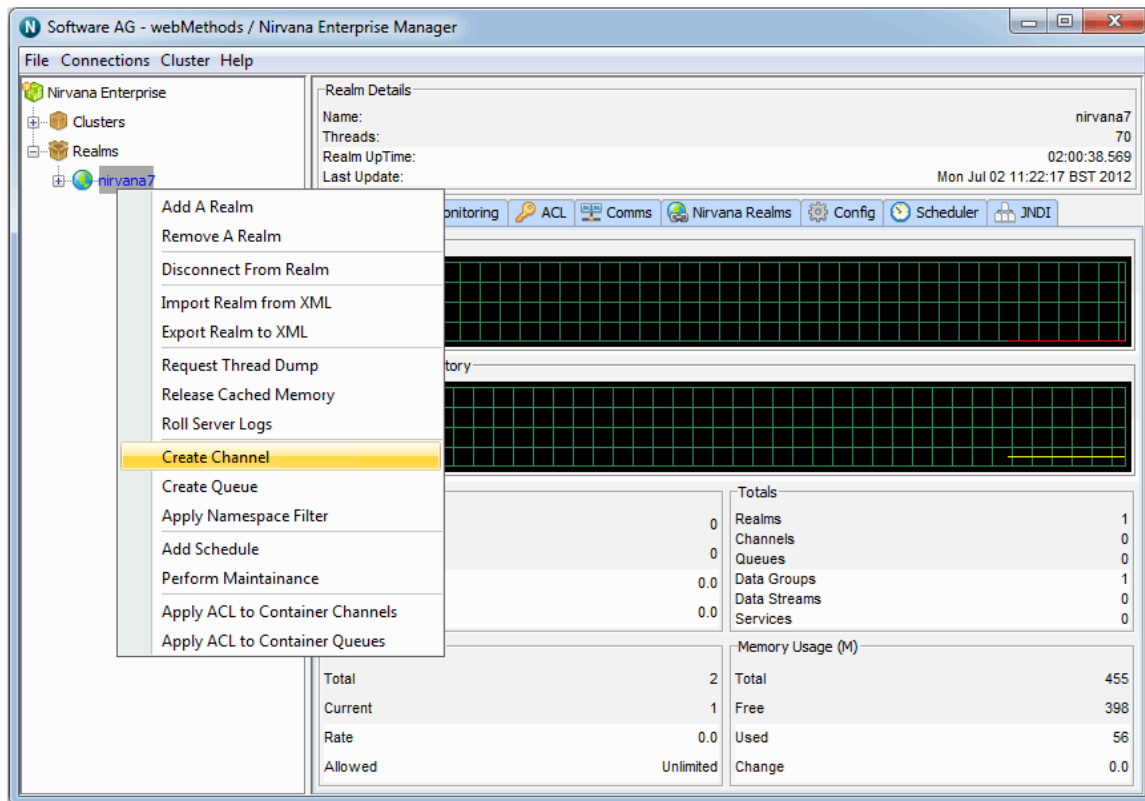 Software AG - webMethods / Nirvana Enterprise Manager
File Connections Cluster Help
Nirvana Enterprise
Clusters
Realms
nirvana7
Realm Details
Name: nirvana7
Threads: 70
Realm UpTime: 02:00:38.569
Last Update: Mon Jul 02 11:22:17 BST 2012
onitoring ACL Comms Nirvana Realms Config Scheduler JNDI
Add A Realm
Remove A Realm
Disconnect From Realm
Import Realm from XML
Export Realm to XML
Request Thread Dump
Release Cached Memory
Roll Server Logs
Create Channel
Create Queue
Apply Namespace Filter
Add Schedule
Perform Maintainance
Apply ACL to Container Channels
Apply ACL to Container Queues
tory
0
0
0.0
0.0
Totals
Realms 1
Channels 0
Queues 0
Data Groups 1
Data Streams 0
Services 0
Total 2
Current 1
Rate 0.0
Allowed Unlimited
Memory Usage (M)
Total 455
Free 398
Used 56
Change 0.0